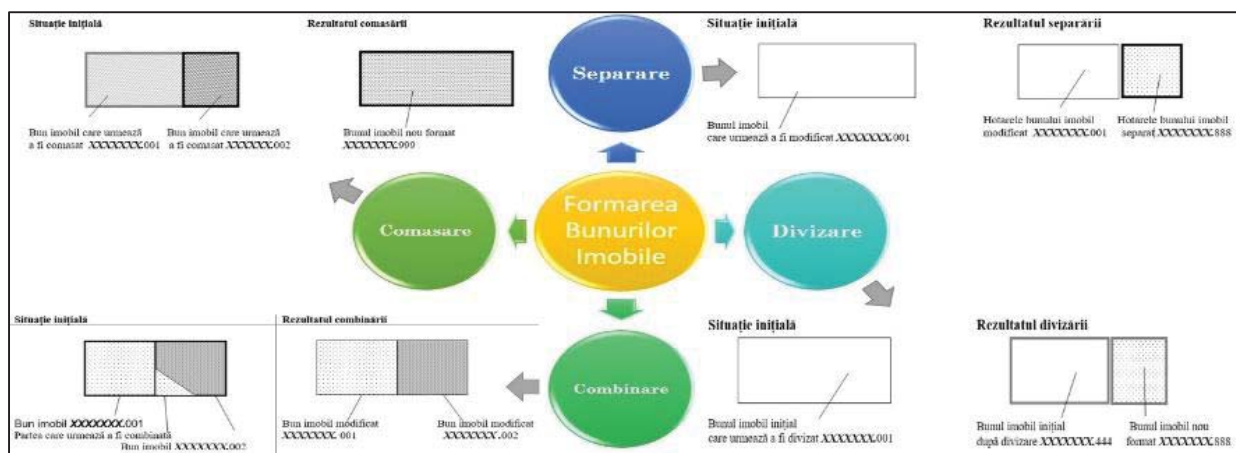 Situație inițială
Rezultatul comasării
Bun imobil care urmează
a fi comasat XXXXXXX.001
Bun imobil care urmează
a fi comasat XXXXXXX.002
Bunul imobil nou format
XXXXXXX.999
Separare
Situație inițială
Rezultatul separării
Bunul imobil
care urmează a fi modificat XXXXXXX.001
Hotarele bunului imobil
modificat XXXXXXX.001
Hotarele bunului imobil
separat XXXXXXX.888
Comasare
Formarea
Bunurilor
Imobile
Divizare
Situație inițială
Rezultatul combinării
Bun imobil XXXXXXX.001
Partea care urmează a fi combinată
Bun imobil XXXXXXX.002
Bun imobil modificat
XXXXXXX. 001
Bun imobil modificat
XXXXXXX .002
Combinare
Situație inițială
Rezultatul divizării
Bunul imobil inițial
care urmează a fi divizat XXXXXXX.001
Bunul imobil inițial
după divizare XXXXXXX.444
Bunul imobil nou
format XXXXXXX.888